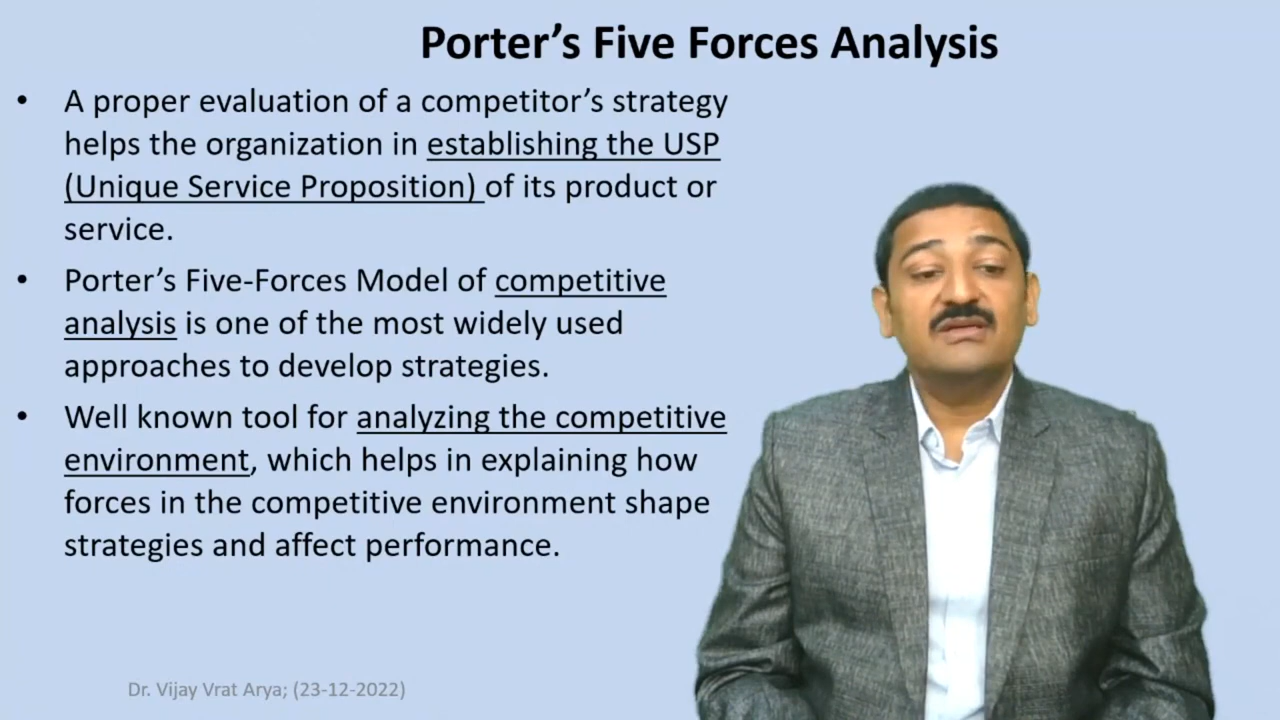 Porter’s Five Forces Analysis
• A proper evaluation of a competitor’s strategy
helps the organization in establishing the USP
(Unique Service Proposition) of its product or
service.
• Porter’s Five-Forces Model of competitive
analysis is one of the most widely used
approaches to develop strategies.
• Well known tool for analyzing the competitive
environment, which helps in explaining how
forces in the competitive environment shape
strategies and affect performance.
Dr. Vijay Vrat Arya; (23-12-2022)